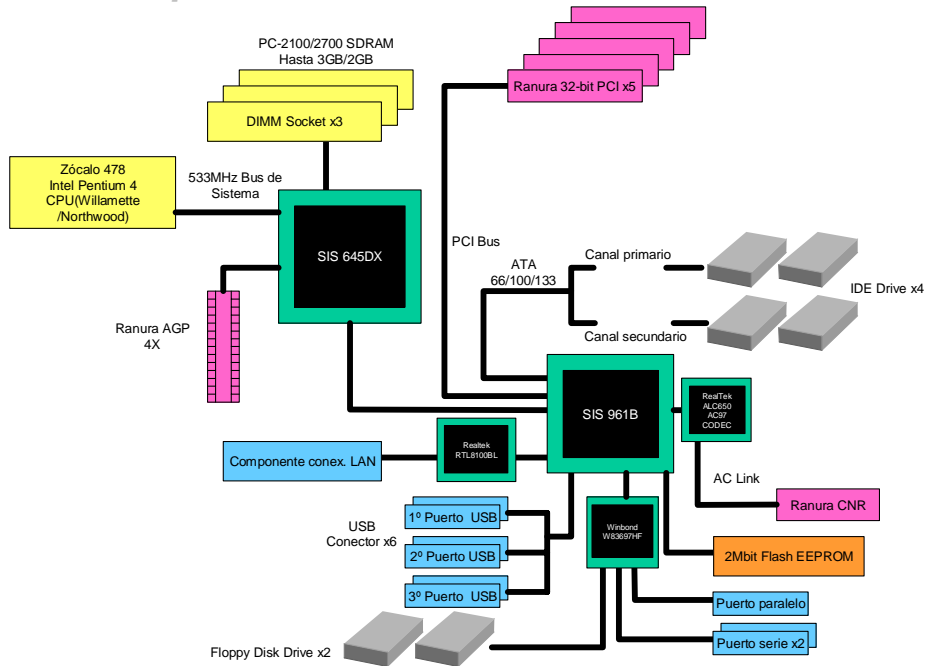 PC-2100/2700 SDRAM
Hasta 3GB/2GB
DIMM Socket x3
Ranura 32-bit PCI x5
Zócalo 478
Intel Pentium 4
CPU(Willamette
/Northwood)
533MHz Bus de
Sistema
SIS 645DX
PCI Bus
ATA
66/100/133
Canal primario
IDE Drive x4
Canal secundario
Ranura AGP
4X
SIS 961B
RealTek
ALC650
AC97
CODEC
Realtek
RTL8100BL
Componente conex. LAN
AC Link
Ranura CNR
USB
Conector x6
1º Puerto  USB
2º Puerto USB
3º Puerto  USB
Winbond
W83697HF
2Mbit Flash EEPROM
Puerto paralelo
Puerto serie x2
Floppy Disk Drive x2